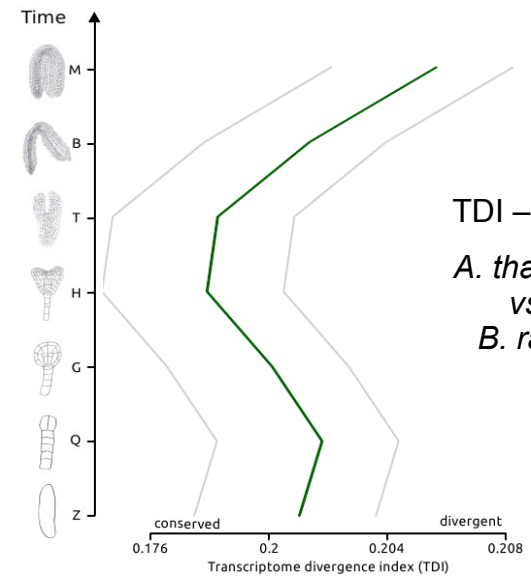 Time
M
B
T
TDI –
A. tha
vs
B. ra
H
G
Q
Z
conserved
divergent
0.176
0.2
0.204
0.208
Transcriptome divergence index (TDI)